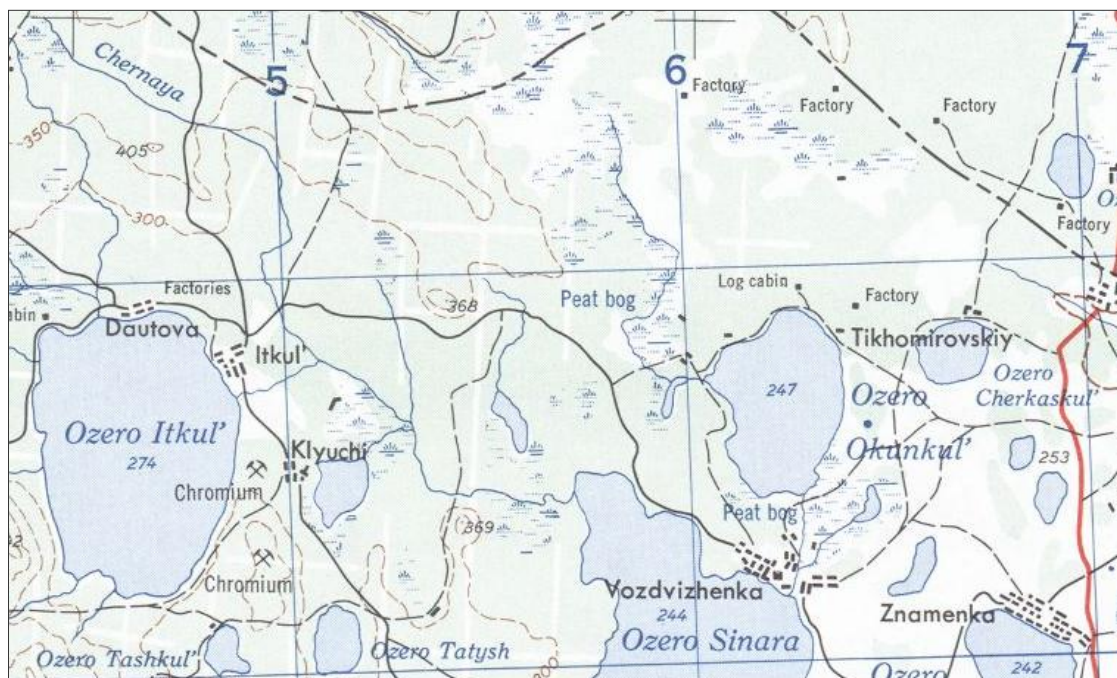 Chernaya
5
6
7
Factory
Factory
Factory
350
405
300
Factory
Factories
368
Peat bog
Log cabin
Factory
Dautova
Itkul'
Tikhomirovskiy
247
Ozero
Okunkul'
Ozero
Cherkaskul'
Ozero Itkul'
274
Klyuchi
Chromium
253
369
Peat bog
Chromium
Vozdvizhenka
244
Znamenka
Ozero Tashkul'
Ozero Tatysh
Ozero Sinara
Ozero
242